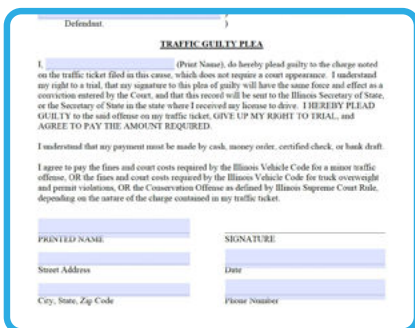 Defendant. )
TRAFFIC GUILTY PLEA
I, (Print Name), do hereby plead guilty to the charge noted
on the traffic ticket filed in this cause, which does not require a court appearance. I understand
my right to a trial, that my signature to this plea of guilty will have the same force and effect as a
conviction entered by the Court, and that this record will be sent to the Illinois Secretary of State,
or the Secretary of State in the state where I received my license to drive. I HEREBY PLEAD
GUILTY to the said offense on my traffic ticket, GIVE UP MY RIGHT TO TRIAL, and
AGREE TO PAY THE AMOUNT REQUIRED.
I understand that my payment must be made by cash, money order, certified check, or bank draft.
I agree to pay the fines and court costs required by the Illinois Vehicle Code for a minor traffic
offense, OR the fines and court costs required by the Illinois Vehicle Code for truck overweight
and permit violations, OR the Conservation Offense as defined by Illinois Supreme Court Rule,
depending on the nature of the charge contained in my traffic ticket.
PRINTED NAME SIGNATURE
Street Address Date
City, State, Zip Code Phone Number